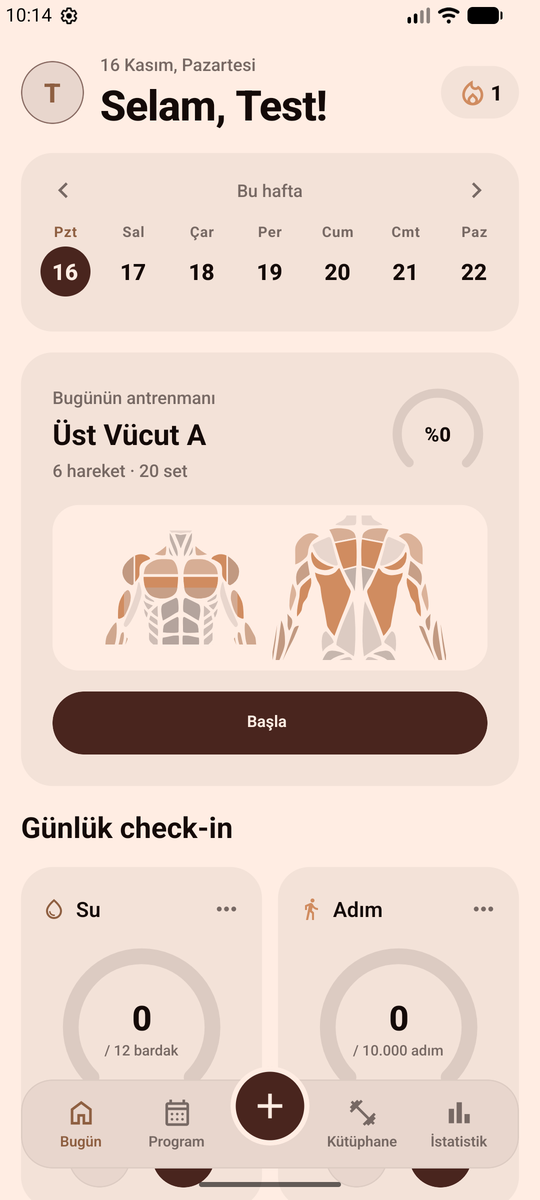 10:14
T
16 Kasım, Pazartesi
Selam, Test!
1
Bu hafta
Pzt Sal Çar Per Cum Cmt Paz
16 17 18 19 20 21 22
Bugünün antrenmanı
Üst Vücut A
6 hareket · 20 set
%0
Başla
Günlük check-in
Su
Adım
0
/ 12 bardak
0
/ 10.000 adım
Bugün
Program
Kütüphane
İstatistik